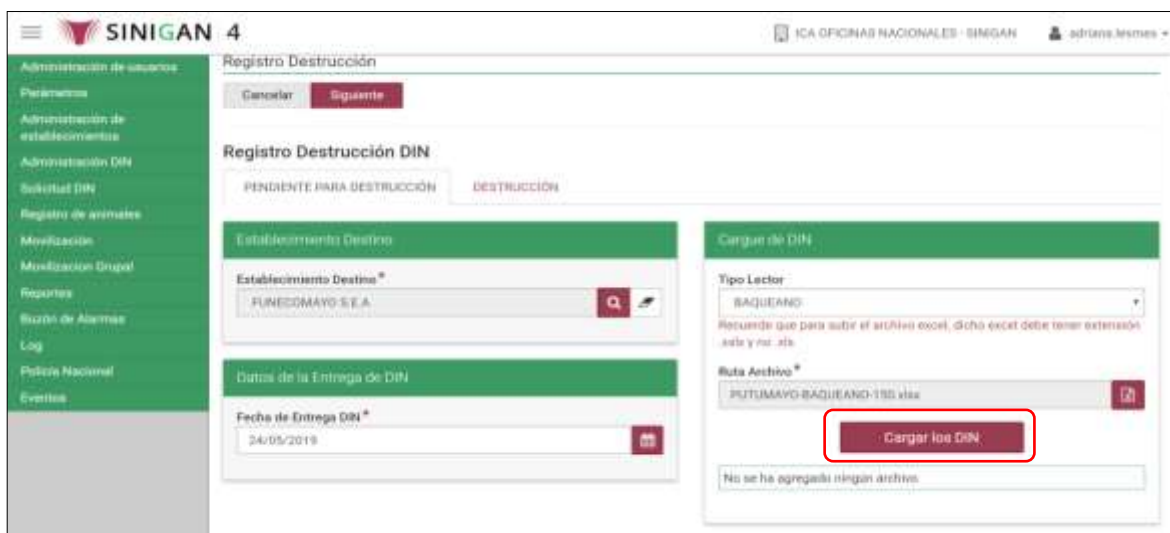 SINIGAN 4
ICA OFICINAS NACIONALES - SINIGAN
adriana.lesmes
Administración de usuarios
Parámetros
Administración de
establecimientos
Administración DIN
Solicitud DIN
Registro de animales
Movilización
Movilizacion Grupal
Reportes
Buzón de Alarmas
Log
Policía Nacional
Eventos
Registro Destrucción
Cancelar
Siguiente
Registro Destrucción DIN
PENDIENTE PARA DESTRUCCIÓN
DESTRUCCIÓN
Establecimiento Destino
Establecimiento Destino*
FUNECOMAYO S.E.A
Datos de la Entrega de DIN
Fecha de Entrega DIN*
24/05/2019
Cargue de DIN
Tipo Lector
BAQUEANO
Recuerde que para subir el archivo excel, dicho excel debe tener extensión
.xslx y no .xls
Ruta Archivo*
PUTUMAYO-BAQUEANO-150.xlsx
Cargar los DIN
No se ha agregado ningún archivo